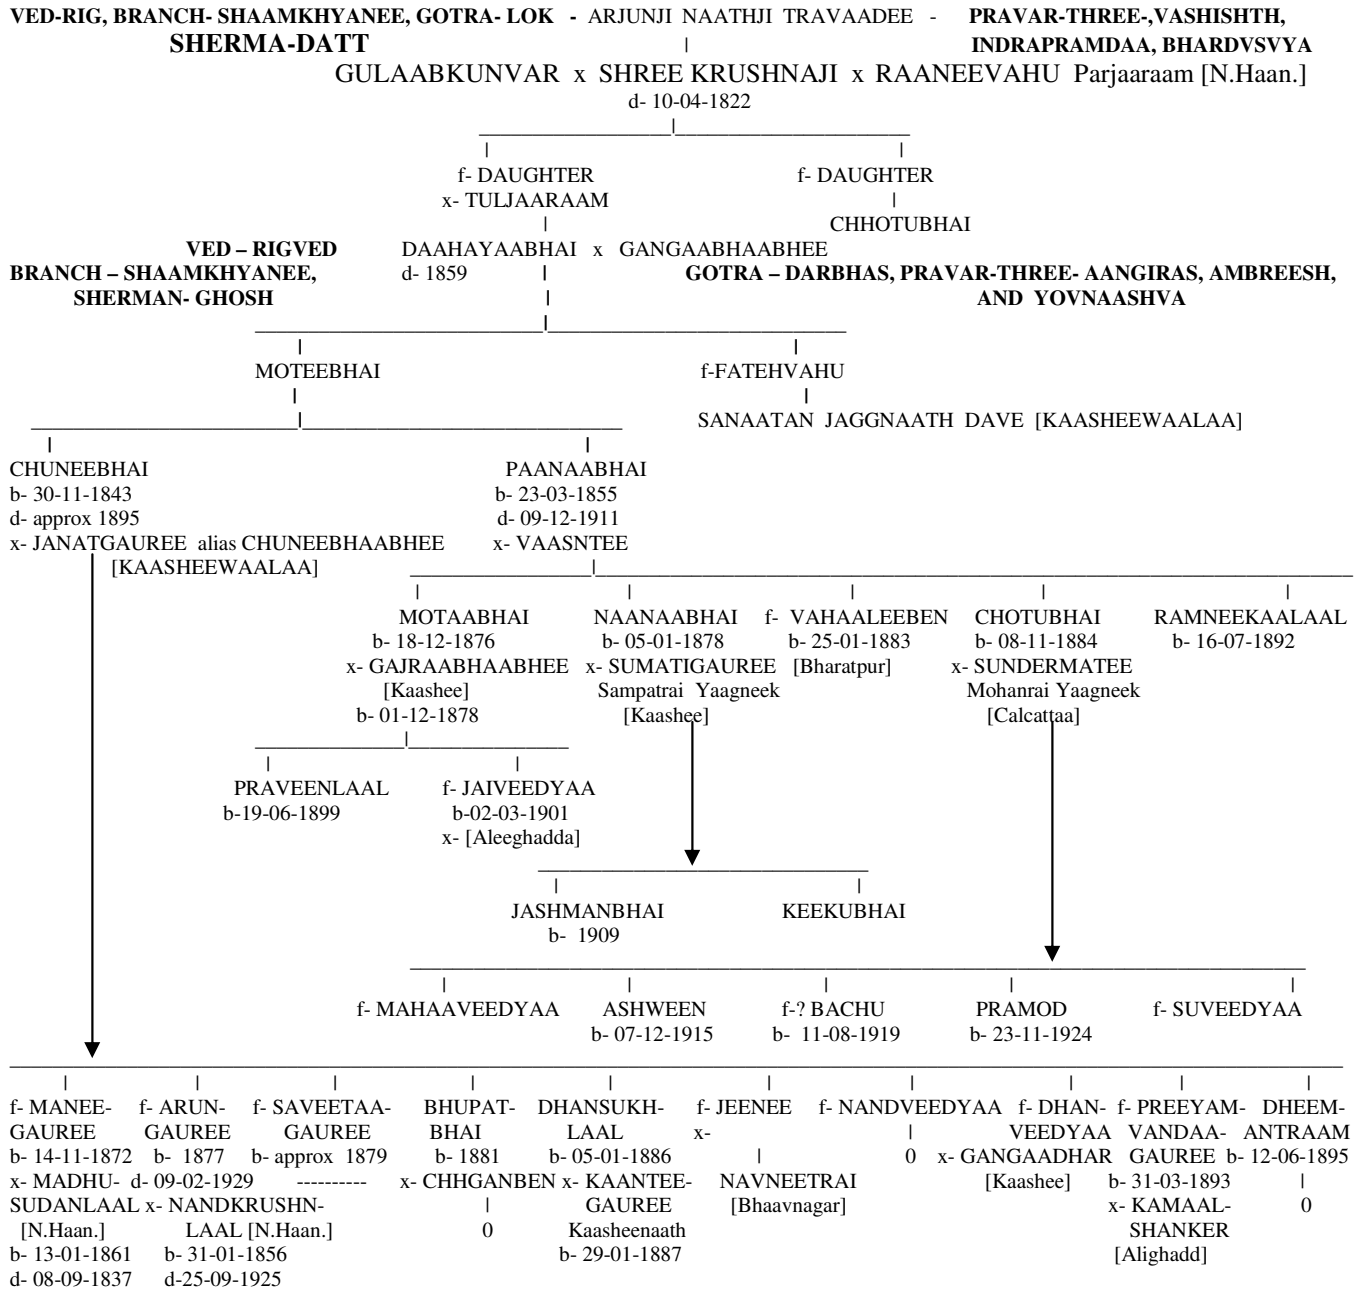 VED-RIG, BRANCH- SHAAMKHYANEE, GOTRA- LOK - ARJUNJI NAATHJI TRAVAADEE - PRAVAR-THREE-,VASHISHTH,
SHERMA-DATT | INDRAPRAMDAA, BHARDVSVYA
GULAABKUNVAR x SHREE KRUSHNAJI x RAANEEVAHU Parjaaraam [N.Haan.]
d- 10-04-1822
f- DAUGHTER f- DAUGHTER
x- TULJAARAAM |
| CHHOTUBHAI
VED – RIGVED DAAHAYAABHAI x GANGAABHAABHEE
BRANCH – SHAAMKHYANEE, d- 1859 | GOTRA – DARBHAS, PRAVAR-THREE- AANGIRAS, AMBREESH,
SHERMAN- GHOSH | AND YOVNAASHVA
MOTEEBHAI f-FATEHVAHU
SANAATAN JAGGNAATH DAVE [KAASHEEWAALAA]
CHUNEEBHAI PAANAABHAI
b- 30-11-1843 b- 23-03-1855
d- approx 1895 d- 09-12-1911
x- JANATGAUREE alias CHUNEEBHAABHEE x- VAASNTEE
[KAASHEEWAALAA]
MOTAABHAI NAANAABHAI f- VAHAALEEBEN CHOTUBHAI RAMNEEKAALAAL
b- 18-12-1876 b- 05-01-1878 b- 25-01-1883 b- 08-11-1884 b- 16-07-1892
x- GAJRAABHAABHEE x- SUMATIGAUREE [Bharatpur] x- SUNDERMATEE
[Kaashee] Sampatrai Yaagneek Mohanrai Yaagneek
b- 01-12-1878 [Kaashee] [Calcattaa]
PRAVEENLAAL f- JAIVEEDYAA
b-19-06-1899 b-02-03-1901
x- [Aleeghadda]
JASHMANBHAI KEEKUBHAI
b- 1909
f- MAHAAVEEDYAA ASHWEEN f-? BACHU PRAMOD f- SUVEEDYAA
b- 07-12-1915 b- 11-08-1919 b- 23-11-1924
f- MANEE- f- ARUN- f- SAVEETAA- BHUPAT- DHANSUKH- f- JEENEE f- NANDVEEDYAA f- DHAN- f- PREEYAM- DHEEM-
GAUREE GAUREE GAUREE BHAI LAAL x- | VEEDYAA VANDAA- ANTRAAM
b- 14-11-1872 b- 1877 b- approx 1879 b- 1881 b- 05-01-1886 | 0 x- GANGAADHAR GAUREE b- 12-06-1895
x- MADHU- d- 09-02-1929 ---------- x- CHHGANBEN x- KAANTEE- NAVNEETRAI [Kaashee] b- 31-03-1893 |
SUDANLAAL x- NANDKRUSHN- | GAUREE [Bhaavnagar] x- KAMAAL- 0
[N.Haan.] LAAL [N.Haan.] 0 Kaasheenaath SHANKER
b- 13-01-1861 b- 31-01-1856 b- 29-01-1887 [Alighadd]
d- 08-09-1837 d-25-09-1925